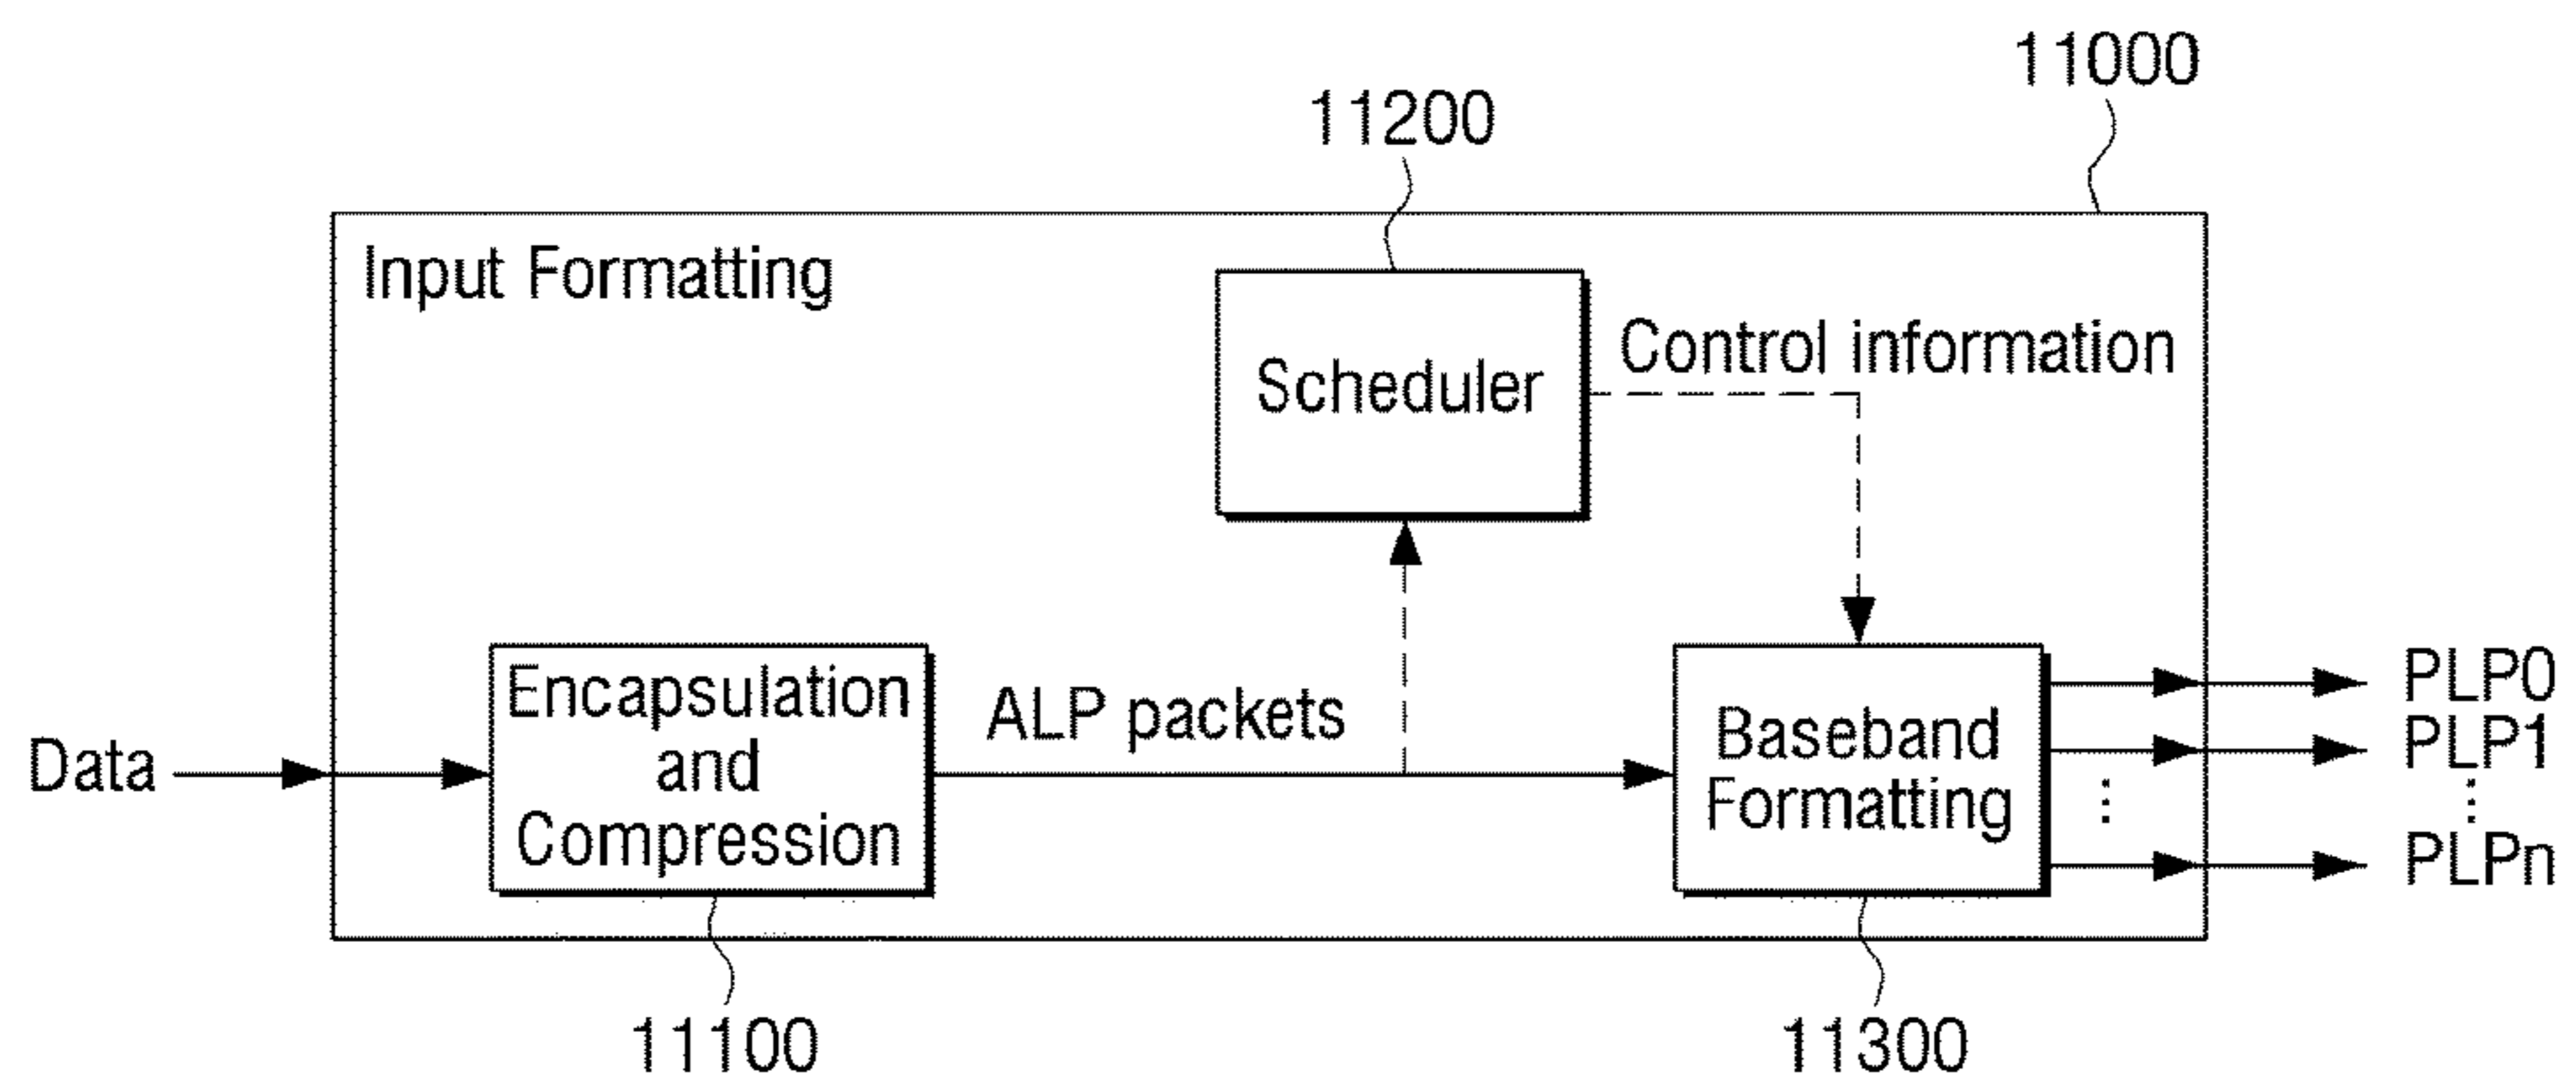 11000
11200
Input Formatting
Control information
Scheduler
Encapsulation
and
Compression
ALP packets
Baseband
Formatting
Data
PLP0
PLP1
⋮
⋮
PLPn
11100
11300